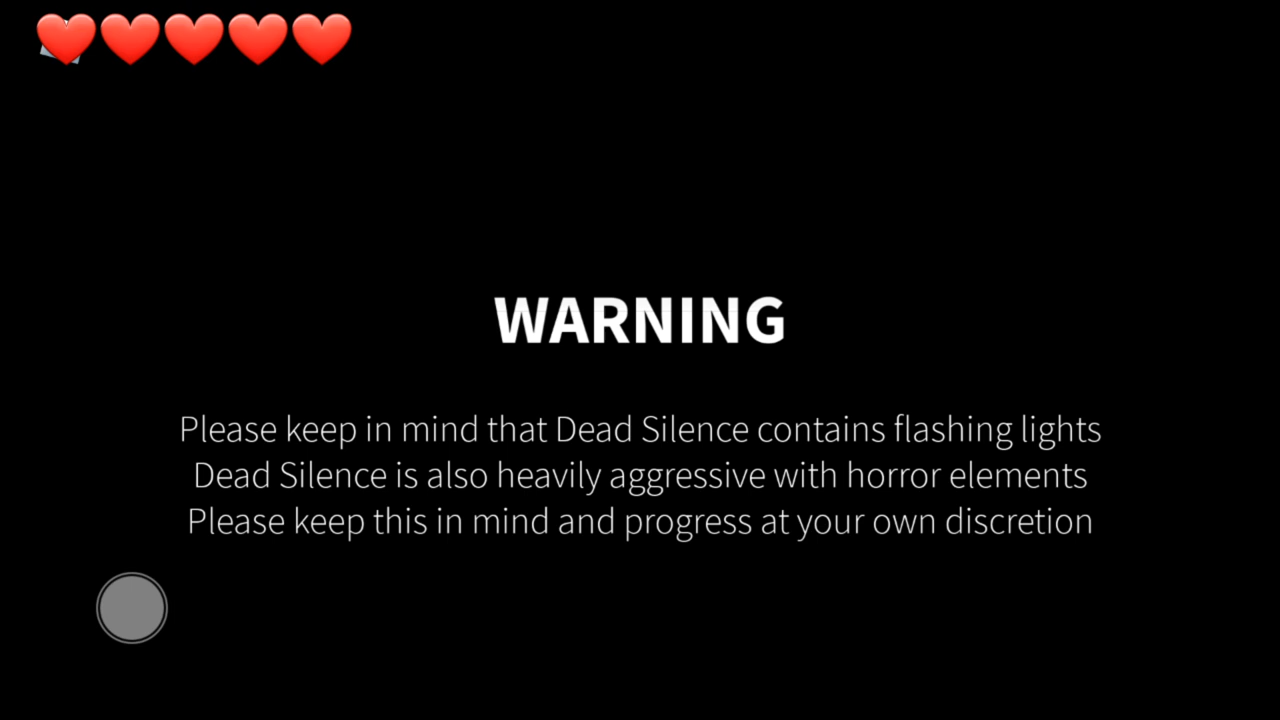 WARNING
Please keep in mind that Dead Silence contains flashing lights
Dead Silence is also heavily aggressive with horror elements
Please keep this in mind and progress at your own discretion